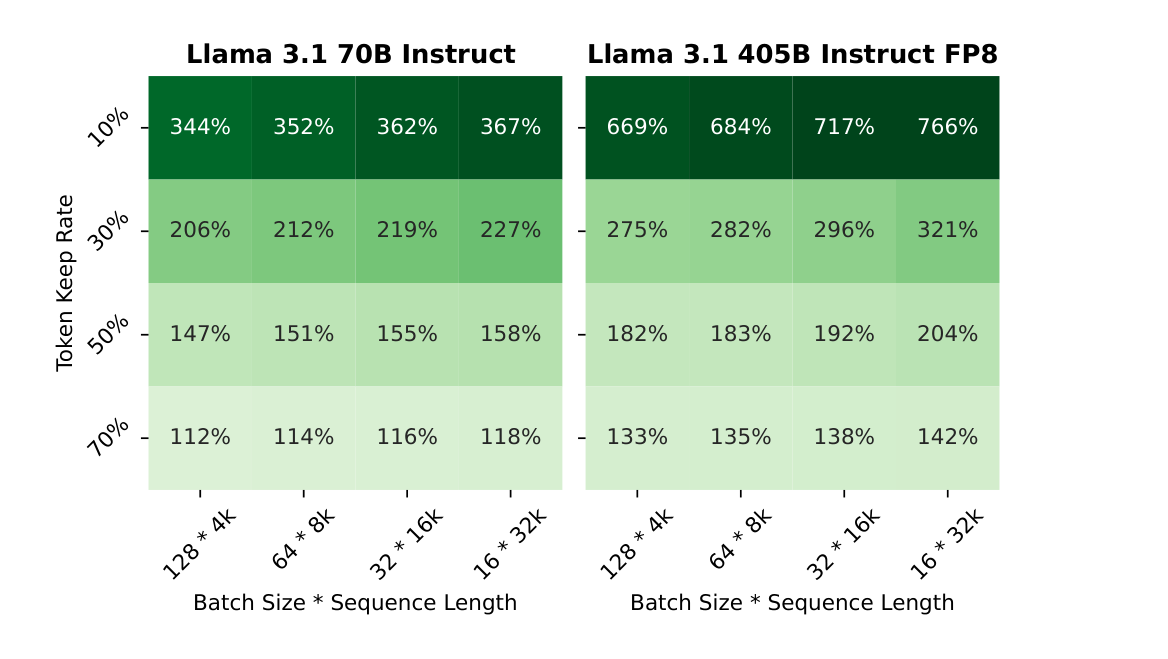 Llama 3.1 70B Instruct
Llama 3.1 405B Instruct FP8
Token Keep Rate
10%
344% 352% 362% 367%
669% 684% 717% 766%
30%
206% 212% 219% 227%
275% 282% 296% 321%
50%
147% 151% 155% 158%
182% 183% 192% 204%
70%
112% 114% 116% 118%
133% 135% 138% 142%
128 * 4k 64 * 8k 32 * 16k 16 * 32k
128 * 4k 64 * 8k 32 * 16k 16 * 32k
Batch Size * Sequence Length
Batch Size * Sequence Length